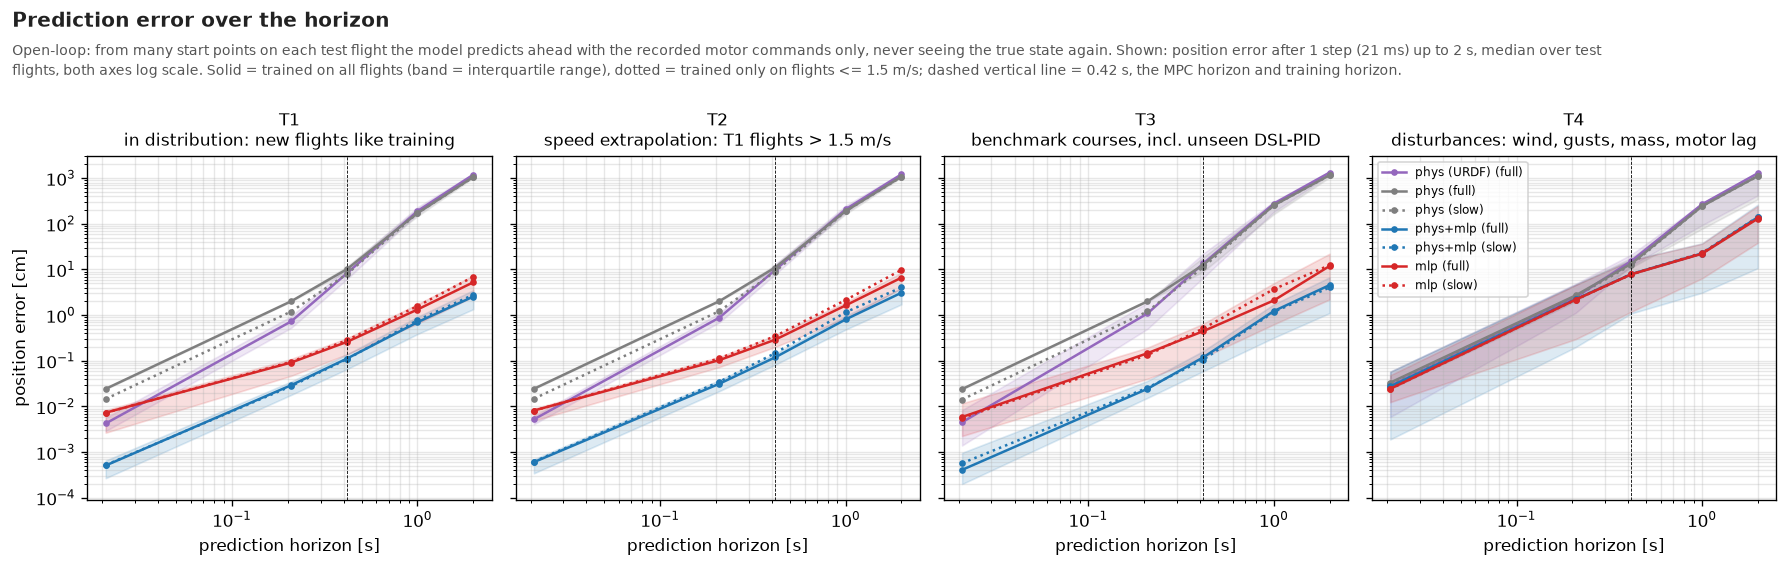 Prediction error over the horizon
Open-loop: from many start points on each test flight the model predicts ahead with the recorded motor commands only, never seeing the true state again. Shown: position error after 1 step (21 ms) up to 2 s, median over test
flights, both axes log scale. Solid = trained on all flights (band = interquartile range), dotted = trained only on flights <= 1.5 m/s; dashed vertical line = 0.42 s, the MPC horizon and training horizon.
T1
in distribution: new flights like training
T2
speed extrapolation: T1 flights > 1.5 m/s
T3
benchmark courses, incl. unseen DSL-PID
T4
disturbances: wind, gusts, mass, motor lag
position error [cm]
10³
10²
10¹
10⁰
10⁻¹
10⁻²
10⁻³
10⁻⁴
phys (URDF) (full)
phys (full)
phys (slow)
phys+mlp (full)
phys+mlp (slow)
mlp (full)
mlp (slow)
10⁻¹ 10⁰
10⁻¹ 10⁰
10⁻¹ 10⁰
10⁻¹ 10⁰
prediction horizon [s]
prediction horizon [s]
prediction horizon [s]
prediction horizon [s]